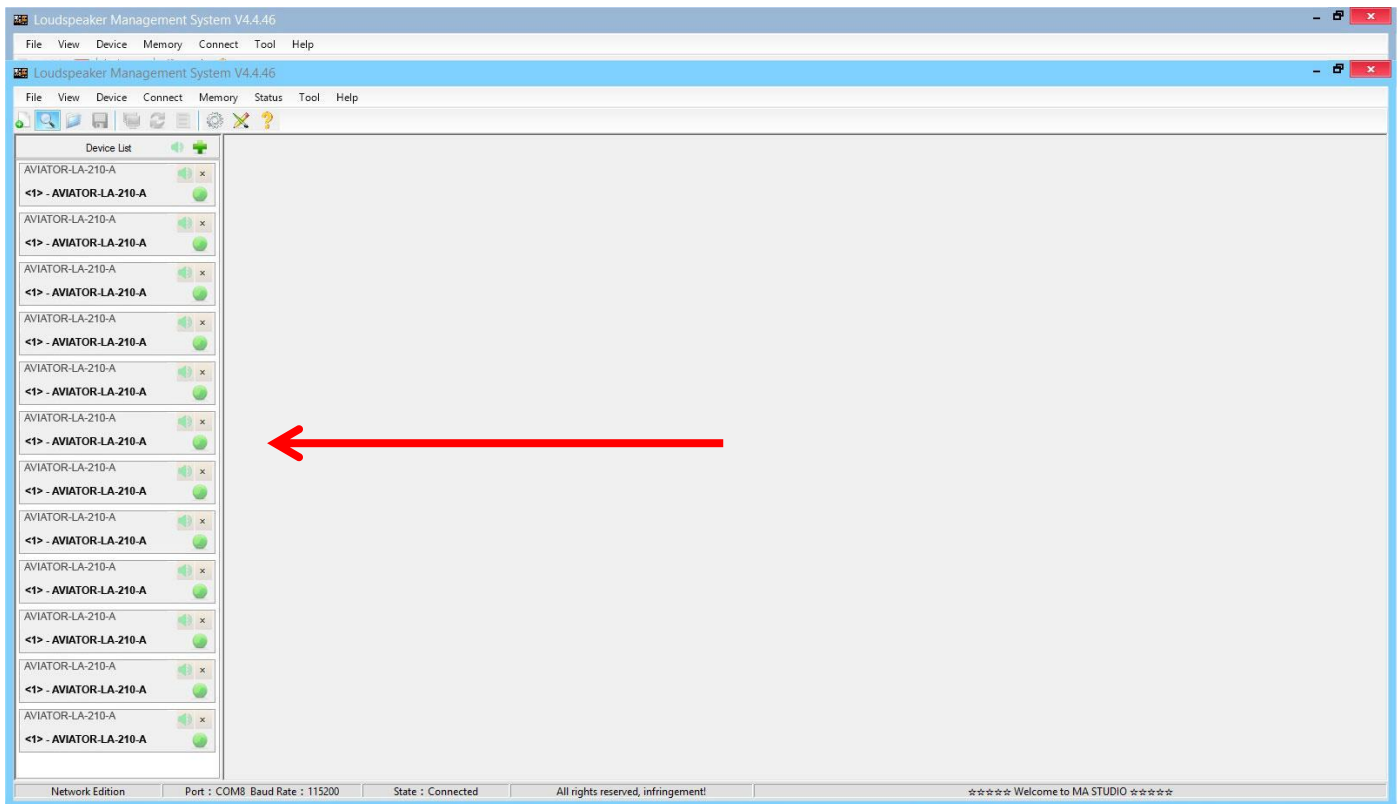 Loudspeaker Management System V4.4.46
File View Device Memory Connect Tool Help
Loudspeaker Management System V4.4.46
File View Device Connect Memory Status Tool Help
Device List
AVIATOR-LA-210-A
<1> - AVIATOR-LA-210-A
AVIATOR-LA-210-A
<1> - AVIATOR-LA-210-A
AVIATOR-LA-210-A
<1> - AVIATOR-LA-210-A
AVIATOR-LA-210-A
<1> - AVIATOR-LA-210-A
AVIATOR-LA-210-A
<1> - AVIATOR-LA-210-A
AVIATOR-LA-210-A
<1> - AVIATOR-LA-210-A
AVIATOR-LA-210-A
<1> - AVIATOR-LA-210-A
AVIATOR-LA-210-A
<1> - AVIATOR-LA-210-A
AVIATOR-LA-210-A
<1> - AVIATOR-LA-210-A
AVIATOR-LA-210-A
<1> - AVIATOR-LA-210-A
AVIATOR-LA-210-A
<1> - AVIATOR-LA-210-A
AVIATOR-LA-210-A
<1> - AVIATOR-LA-210-A
Network Edition Port : COM8 Baud Rate : 115200 State : Connected All rights reserved, infringement! ☆☆☆☆☆ Welcome to MA STUDIO ☆☆☆☆☆